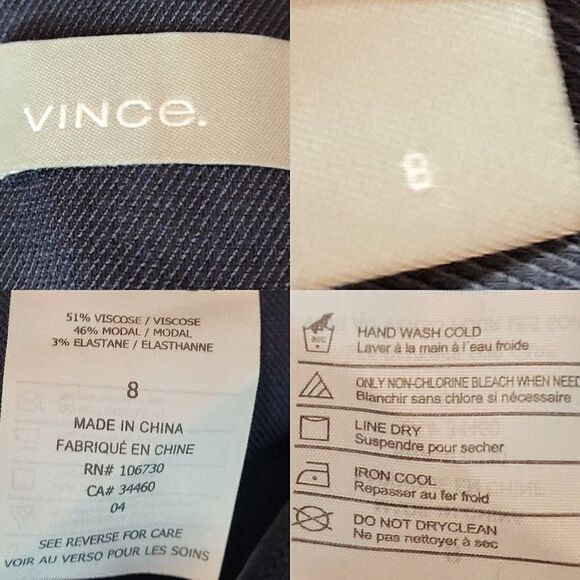 VINCE.
8
51% VISCOSE / VISCOSE
46% MODAL / MODAL
3% ELASTANE / ELASTHANNE
8
MADE IN CHINA
FABRIQUÉ EN CHINE
RN# 106730
CA# 34460
04
SEE REVERSE FOR CARE
VOIR AU VERSO POUR LES SOINS
HAND WASH COLD
Laver à la main à l'eau froide
ONLY NON-CHLORINE BLEACH WHEN NEED
Blanchir sans chlore si nécessaire
LINE DRY
Suspendre pour sécher
IRON COOL
Repasser au fer froid
DO NOT DRYCLEAN
Ne pas nettoyer à sec